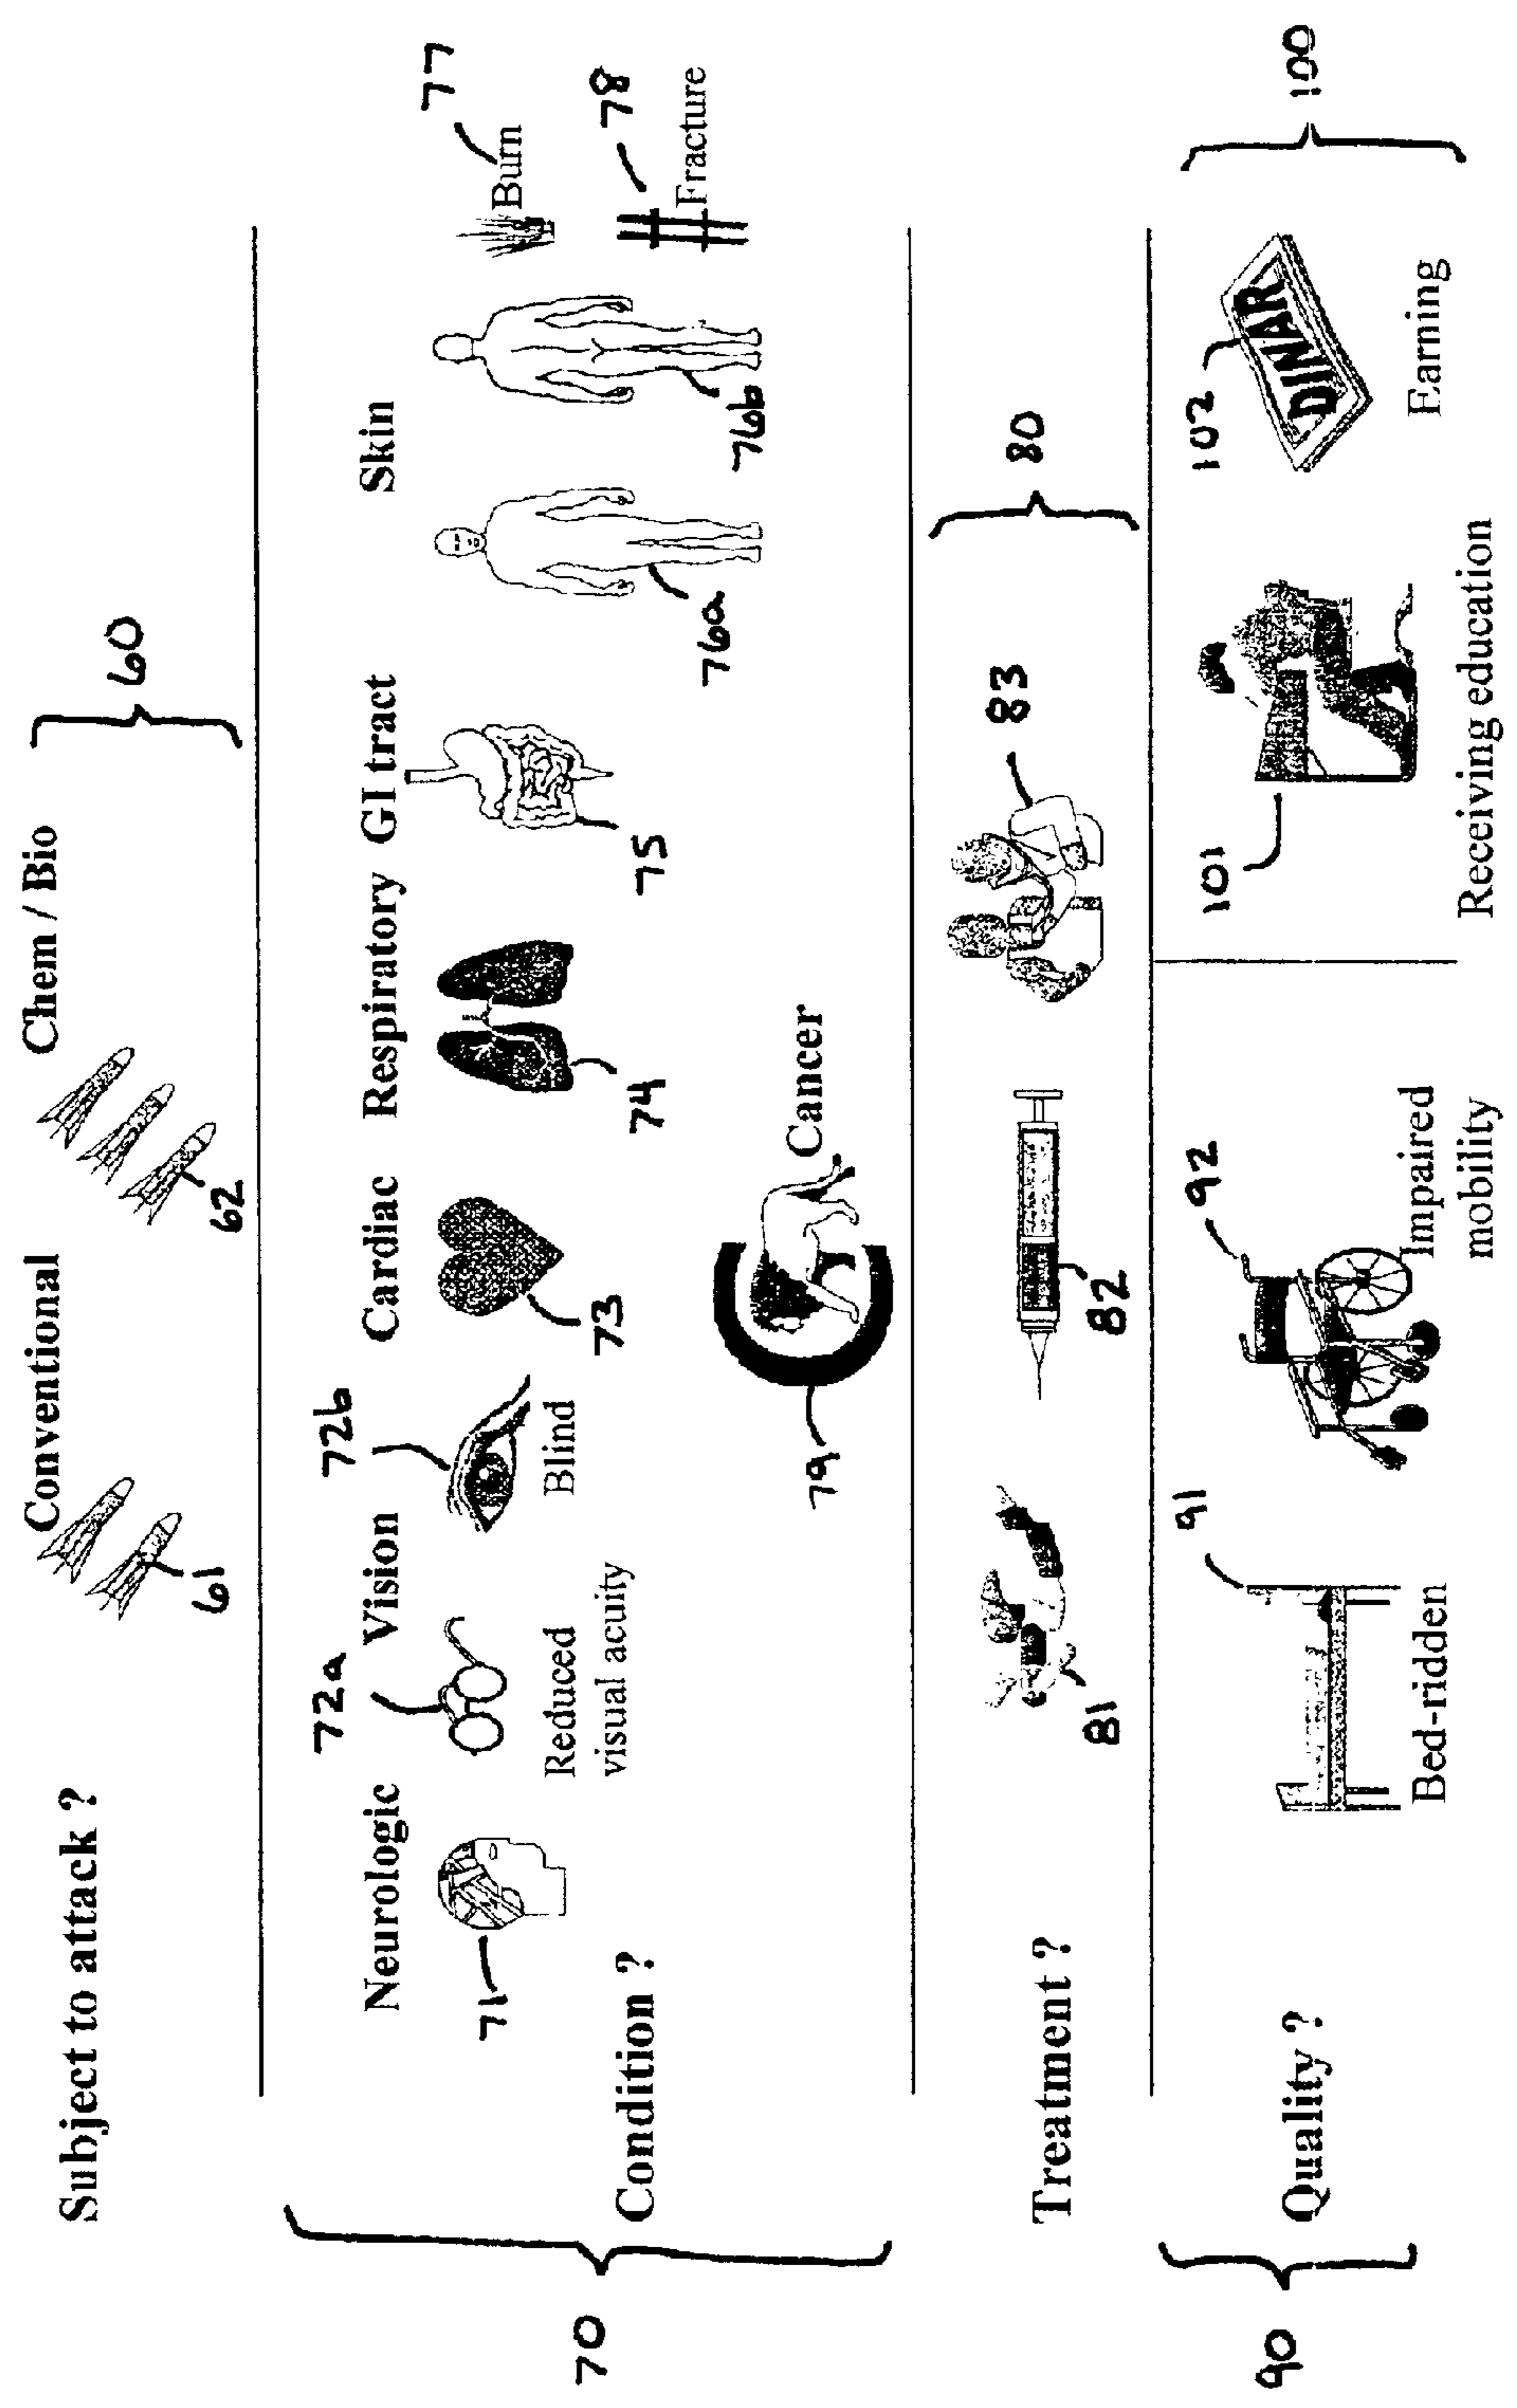 Subject to attack ?
Conventional
Chem / Bio
60
61
62
70
Condition ?
Neurologic
Vision
Cardiac
Respiratory
GI tract
Skin
71
72a
72b
73
74
75
76a
76b
Burn
77
78
Fracture
Reduced
visual acuity
Blind
79
Cancer
Treatment ?
80
81
82
83
90
Quality ?
91
Bed-ridden
92
Impaired
mobility
100
101
Receiving education
102
DINAR
Earning